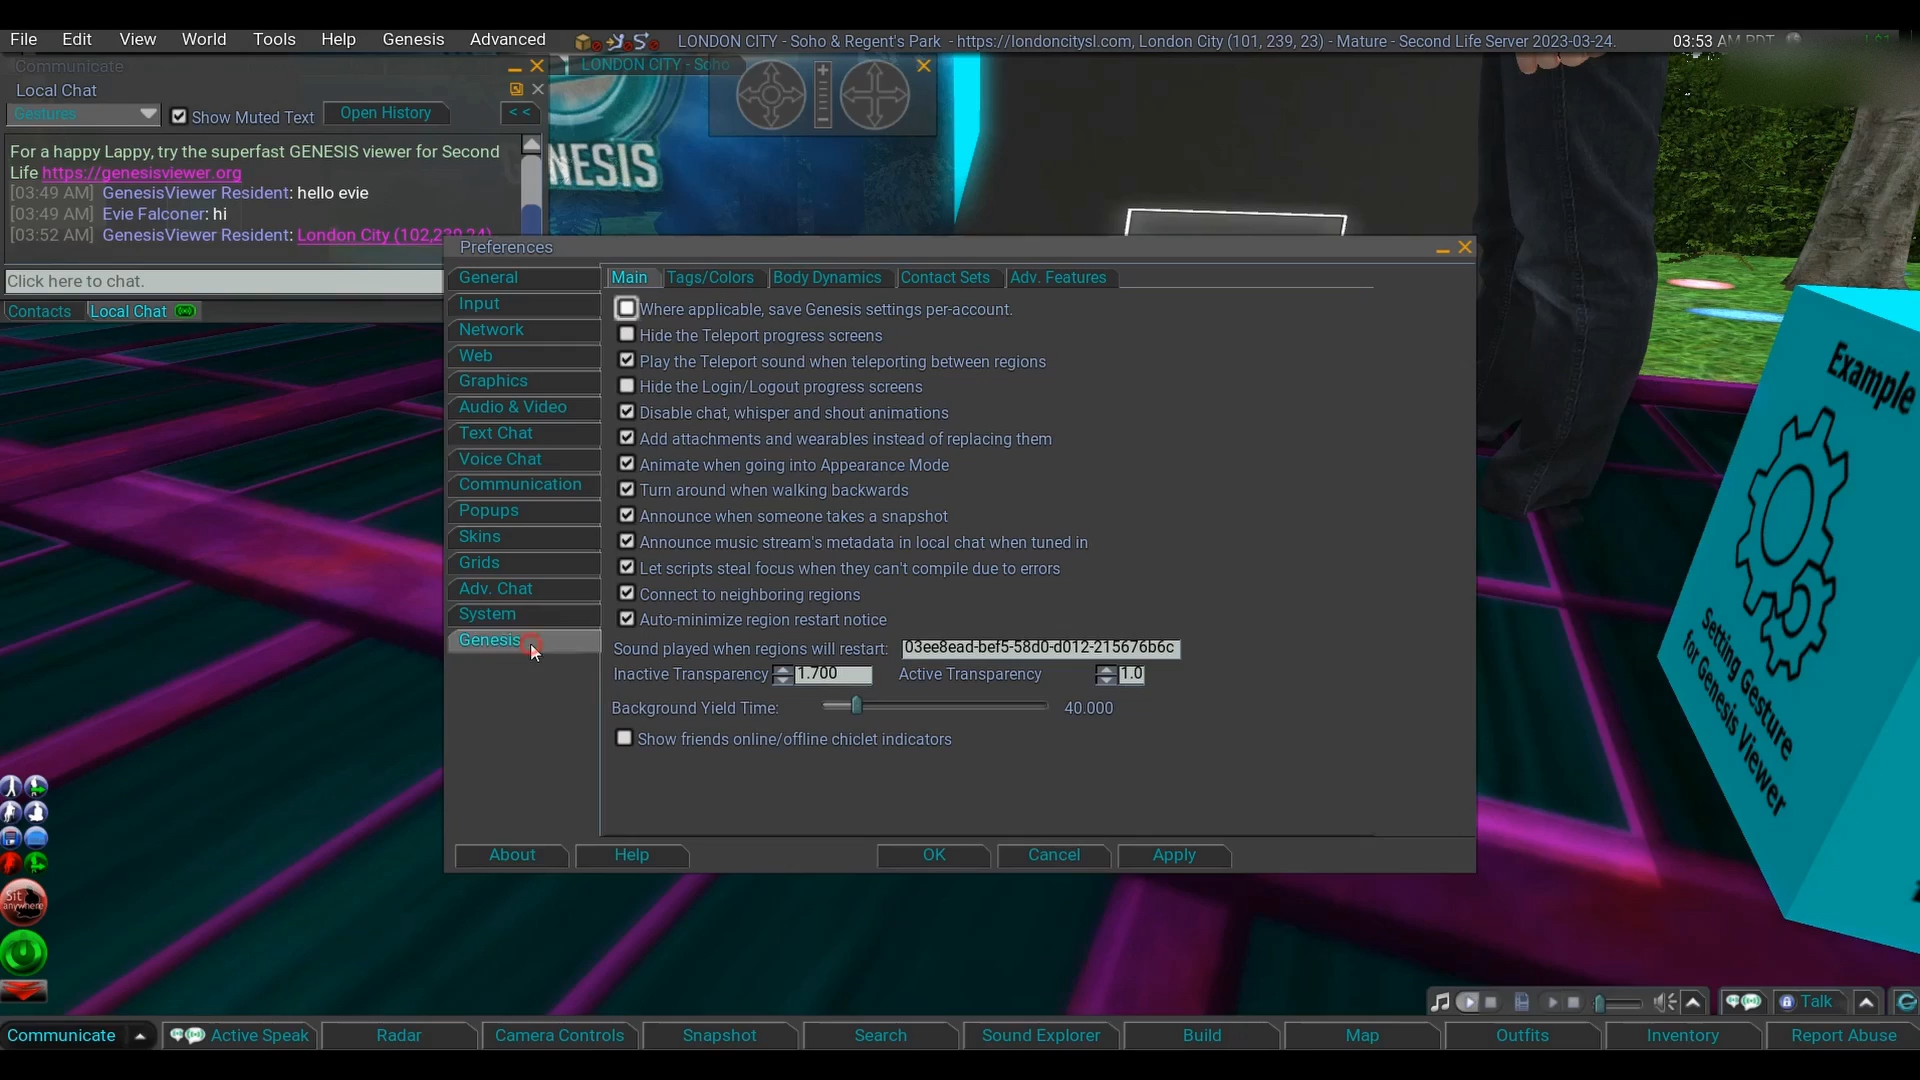 File Edit View World Tools Help Genesis Advanced
LONDON CITY - Soho & Regent's Park - https://londoncitysl.com, London City (101, 239, 23) - Mature - Second Life Server 2023-03-24.
03:53 AM PDT
L$1
Communicate
LONDON CITY - Soho
Local Chat
Gestures
Show Muted Text
Open History
<<
For a happy Lappy, try the superfast GENESIS viewer for Second
Life https://genesisviewer.org
[03:49 AM] GenesisViewer Resident: hello evie
[03:49 AM] Evie Falconer: hi
[03:52 AM] GenesisViewer Resident: London City (102,239,24)
Click here to chat.
Contacts Local Chat
NESIS
Preferences
General
Input
Network
Web
Graphics
Audio & Video
Text Chat
Voice Chat
Communication
Popups
Skins
Grids
Adv. Chat
System
Genesis
Main Tags/Colors Body Dynamics Contact Sets Adv. Features
Where applicable, save Genesis settings per-account.
Hide the Teleport progress screens
Play the Teleport sound when teleporting between regions
Hide the Login/Logout progress screens
Disable chat, whisper and shout animations
Add attachments and wearables instead of replacing them
Animate when going into Appearance Mode
Turn around when walking backwards
Announce when someone takes a snapshot
Announce music stream's metadata in local chat when tuned in
Let scripts steal focus when they can't compile due to errors
Connect to neighboring regions
Auto-minimize region restart notice
Sound played when regions will restart: 03ee8ead-bef5-58d0-d012-215676b6c
Inactive Transparency 1.700 Active Transparency 1.0
Background Yield Time: 40.000
Show friends online/offline chiclet indicators
About Help OK Cancel Apply
Example
Setting Gesture
for Genesis Viewer
Sit
anywhere
Talk
Communicate Active Speak Radar Camera Controls Snapshot Search Sound Explorer Build Map Outfits Inventory Report Abuse